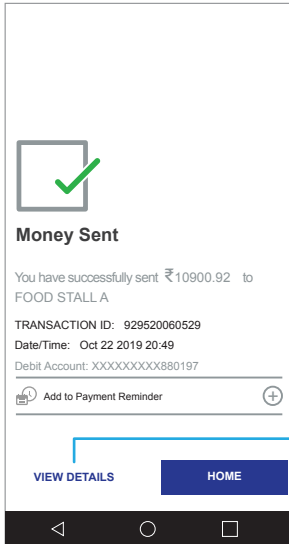 Money Sent
You have successfully sent ₹10900.92 to
FOOD STALL A
TRANSACTION ID: 929520060529
Date/Time: Oct 22 2019 20:49
Debit Account: XXXXXXXXX880197
Add to Payment Reminder
VIEW DETAILS HOME